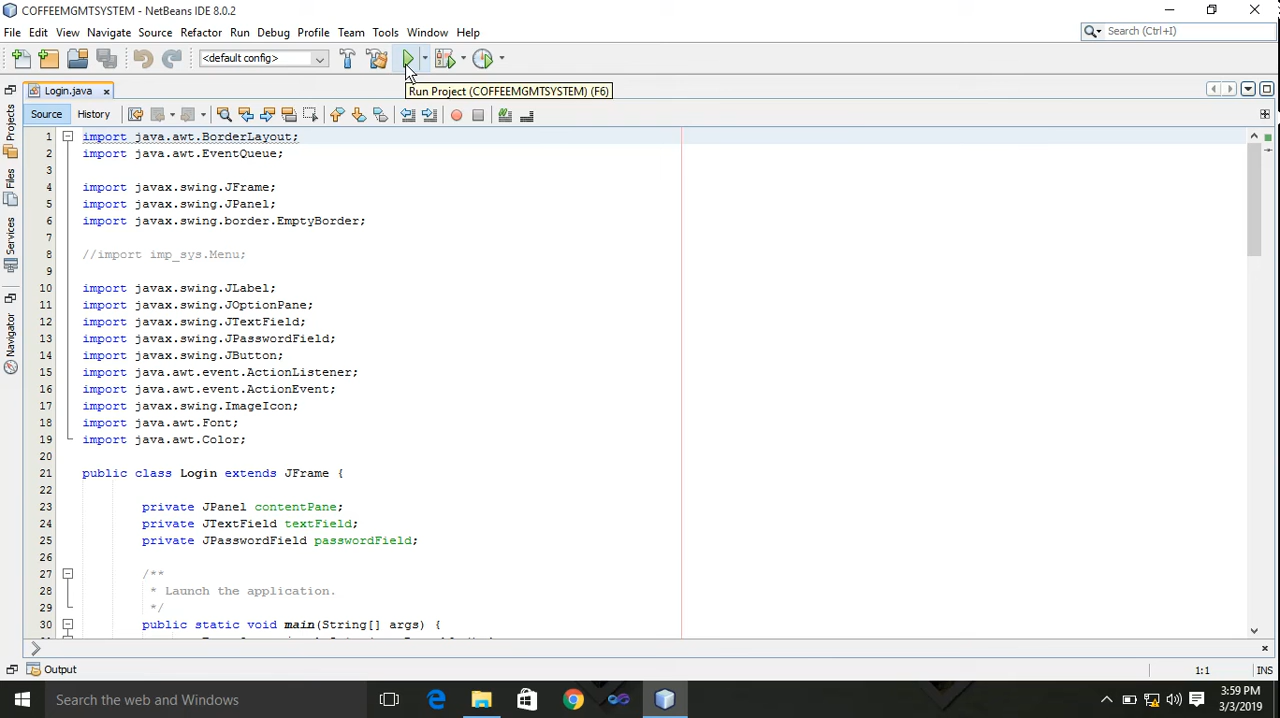 COFFEEMGMTSYSTEM - NetBeans IDE 8.0.2
File Edit View Navigate Source Refactor Run Debug Profile Team Tools Window Help
Search (Ctrl+I)
<default config>
Run Project (COFFEEMGMTSYSTEM) (F6)
Login.java
Source History
Projects
Files
Services
Navigator
1 import java.awt.BorderLayout;
2 import java.awt.EventQueue;
3
4 import javax.swing.JFrame;
5 import javax.swing.JPanel;
6 import javax.swing.border.EmptyBorder;
7
8 //import imp_sys.Menu;
9
10 import javax.swing.JLabel;
11 import javax.swing.JOptionPane;
12 import javax.swing.JTextField;
13 import javax.swing.JPasswordField;
14 import javax.swing.JButton;
15 import java.awt.event.ActionListener;
16 import java.awt.event.ActionEvent;
17 import javax.swing.ImageIcon;
18 import java.awt.Font;
19 import java.awt.Color;
20
21 public class Login extends JFrame {
22
23 private JPanel contentPane;
24 private JTextField textField;
25 private JPasswordField passwordField;
26
27 /**
28 * Launch the application.
29 */
30 public static void main(String[] args) {
Output
1:1 INS
Search the web and Windows
3:59 PM
3/3/2019